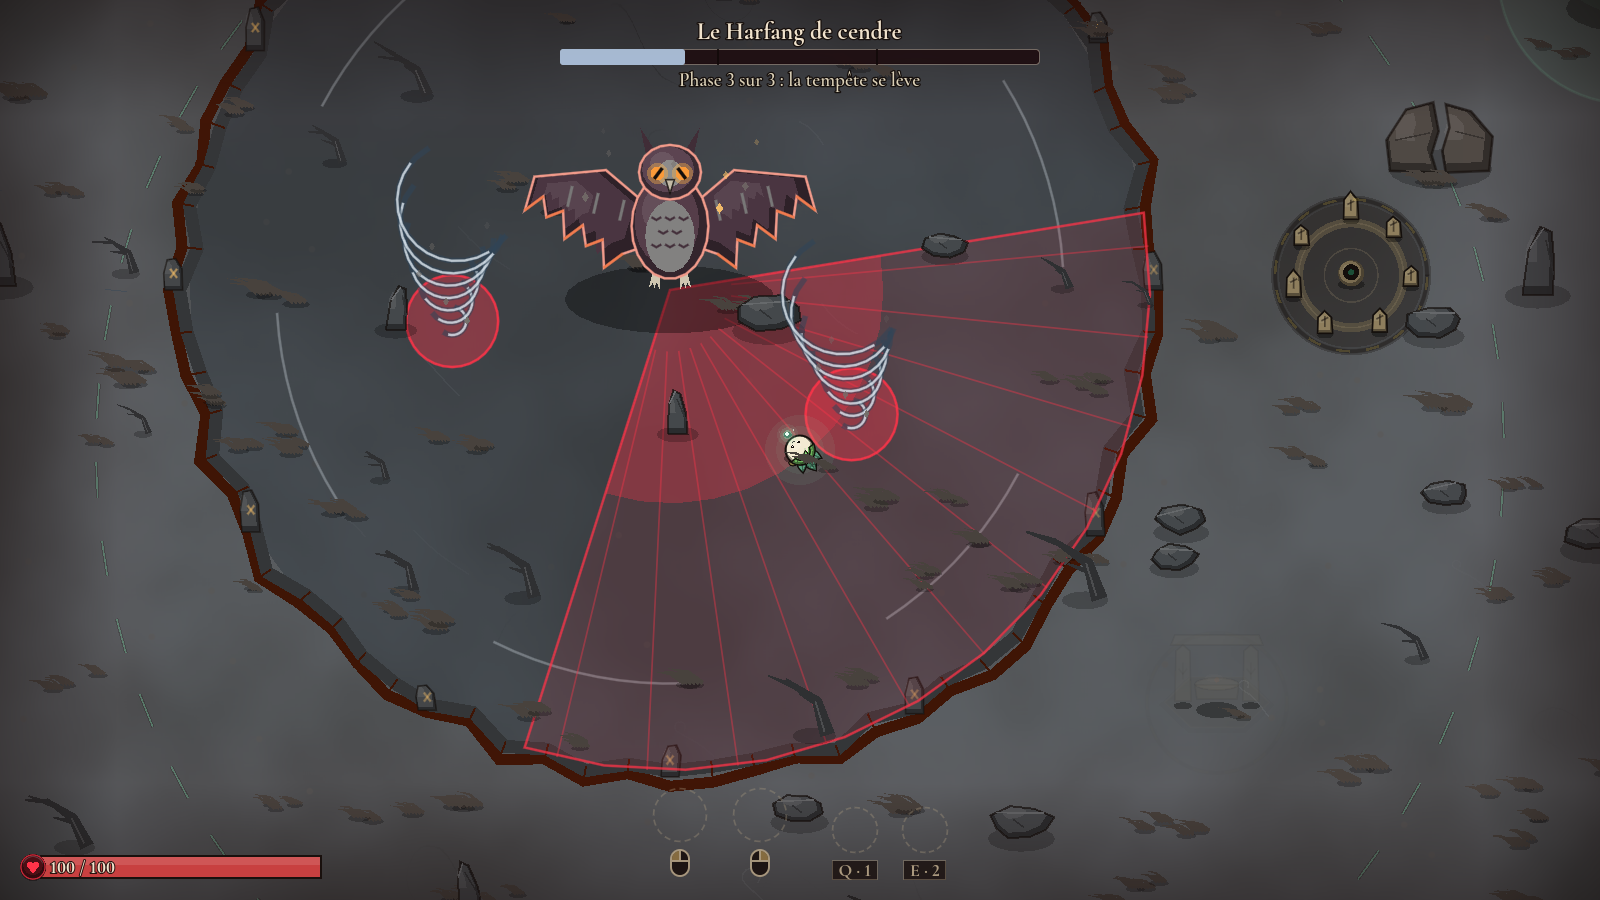 Le Harfang de cendre
Phase 3 sur 3 : la tempête se lève
100 / 100
Q · 1
E · 2